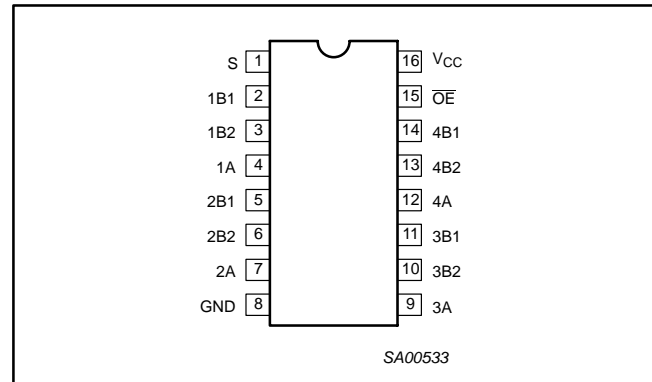 S 1 16 VCC
1B1 2 15 O̅E̅
1B2 3 14 4B1
1A 4 13 4B2
2B1 5 12 4A
2B2 6 11 3B1
2A 7 10 3B2
GND 8 9 3A
SA00533